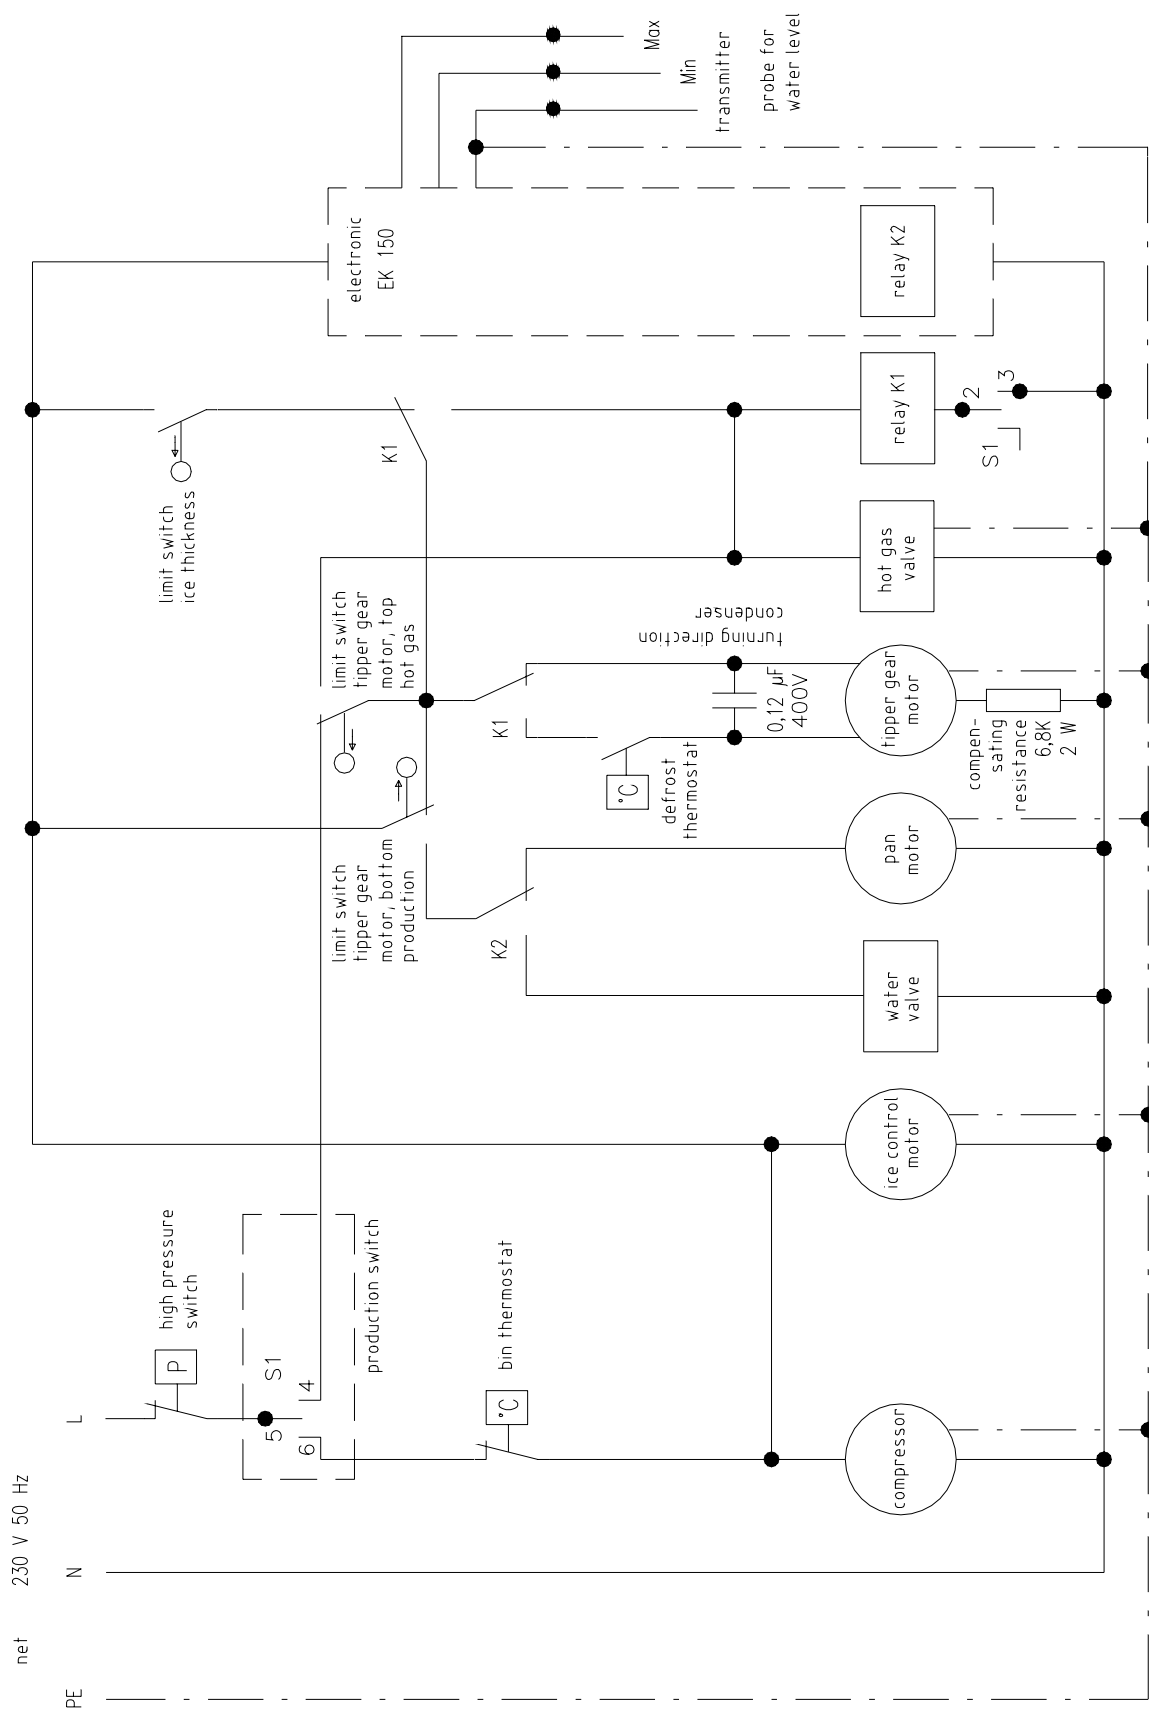 net 230 V 50 Hz
PE
N
L
high pressure
switch
P
5
S1
6
4
production switch
°C
bin thermostat
compressor
ice control
motor
water
valve
K2
pan
motor
limit switch
tipper gear
motor, bottom
production
limit switch
tipper gear
motor, top
hot gas
K1
°C
defrost
thermostat
0,12 µF
400V
turning direction
condenser
tipper gear
motor
compen-
sating
resistance
6,8K
2 W
hot gas
valve
limit switch
ice thickness
K1
relay K1
2
3
S1
electronic
EK 150
relay K2
Max
Min
transmitter
probe for
water level